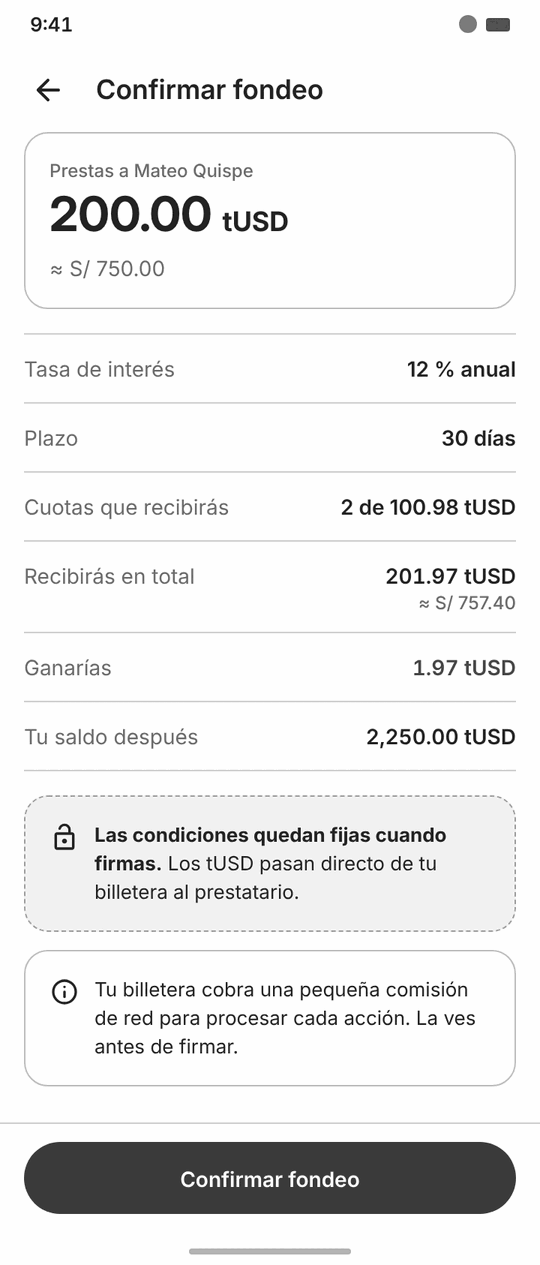 9:41
Confirmar fondeo
Prestas a Mateo Quispe
200.00 tUSD
≈ S/ 750.00
Tasa de interés 12 % anual
Plazo 30 días
Cuotas que recibirás 2 de 100.98 tUSD
Recibirás en total 201.97 tUSD
≈ S/ 757.40
Ganarías 1.97 tUSD
Tu saldo después 2,250.00 tUSD
Las condiciones quedan fijas cuando
firmas. Los tUSD pasan directo de tu
billetera al prestatario.
Tu billetera cobra una pequeña comisión
de red para procesar cada acción. La ves
antes de firmar.
Confirmar fondeo